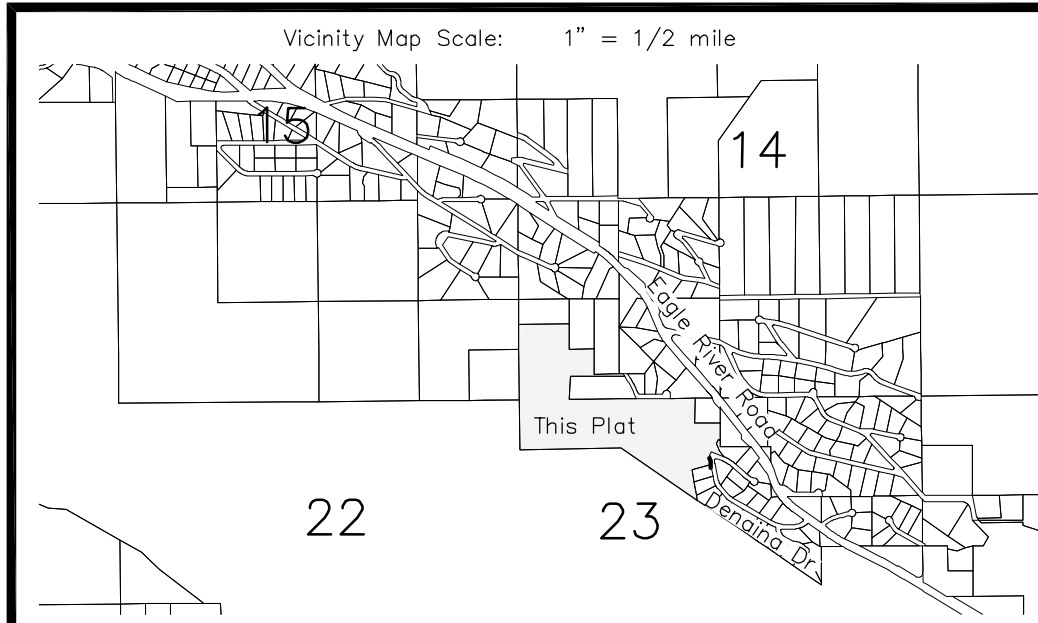 Vicinity Map Scale: 1" = 1/2 mile
15
14
Eagle River Road
This Plat
22
23
Denaina Dr.